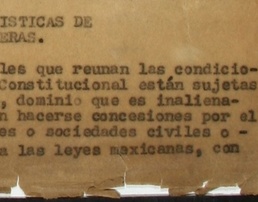 ISTICAS DE
ERAS.
les que reunan las condicio-
Constitucional están sujetas
, dominio que es inaliena-
n hacerse concesiones por el
es o sociedades civiles o -
a las leyes mexicanas, con